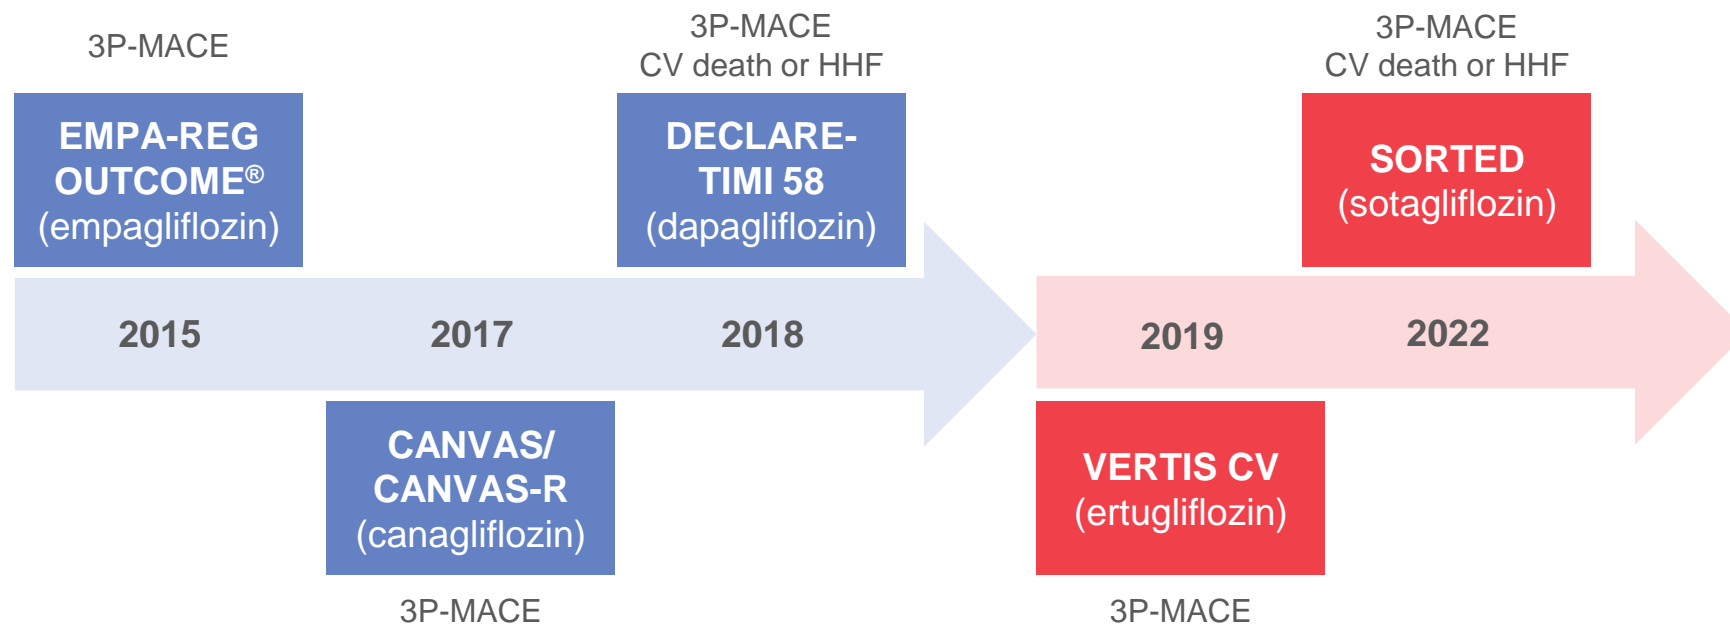 3P-MACE
EMPA-REG
OUTCOME®
(empagliflozin)
3P-MACE
CV death or HHF
DECLARE-
TIMI 58
(dapagliflozin)
3P-MACE
CV death or HHF
SORTED
(sotagliflozin)
2015
2017
2018
2019
2022
CANVAS/
CANVAS-R
(canagliflozin)
3P-MACE
VERTIS CV
(ertugliflozin)
3P-MACE